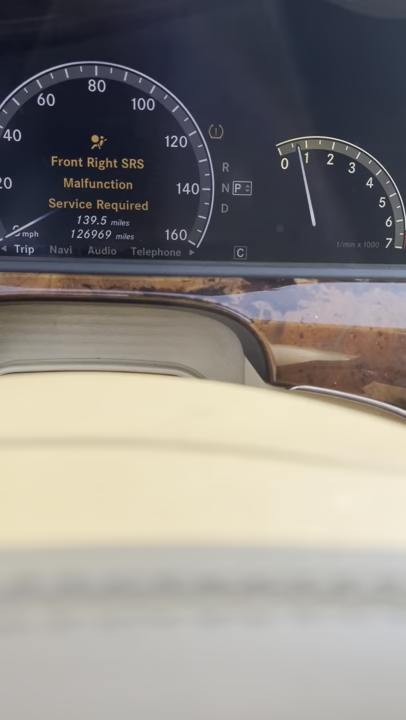 80
60
100
40
120
20
140
0 mph
160
Front Right SRS
Malfunction
Service Required
139.5 miles
126969 miles
Trip Navi Audio Telephone
(!)
R
N P
D
C
0 1 2 3 4 5 6 7
1/min x 1000